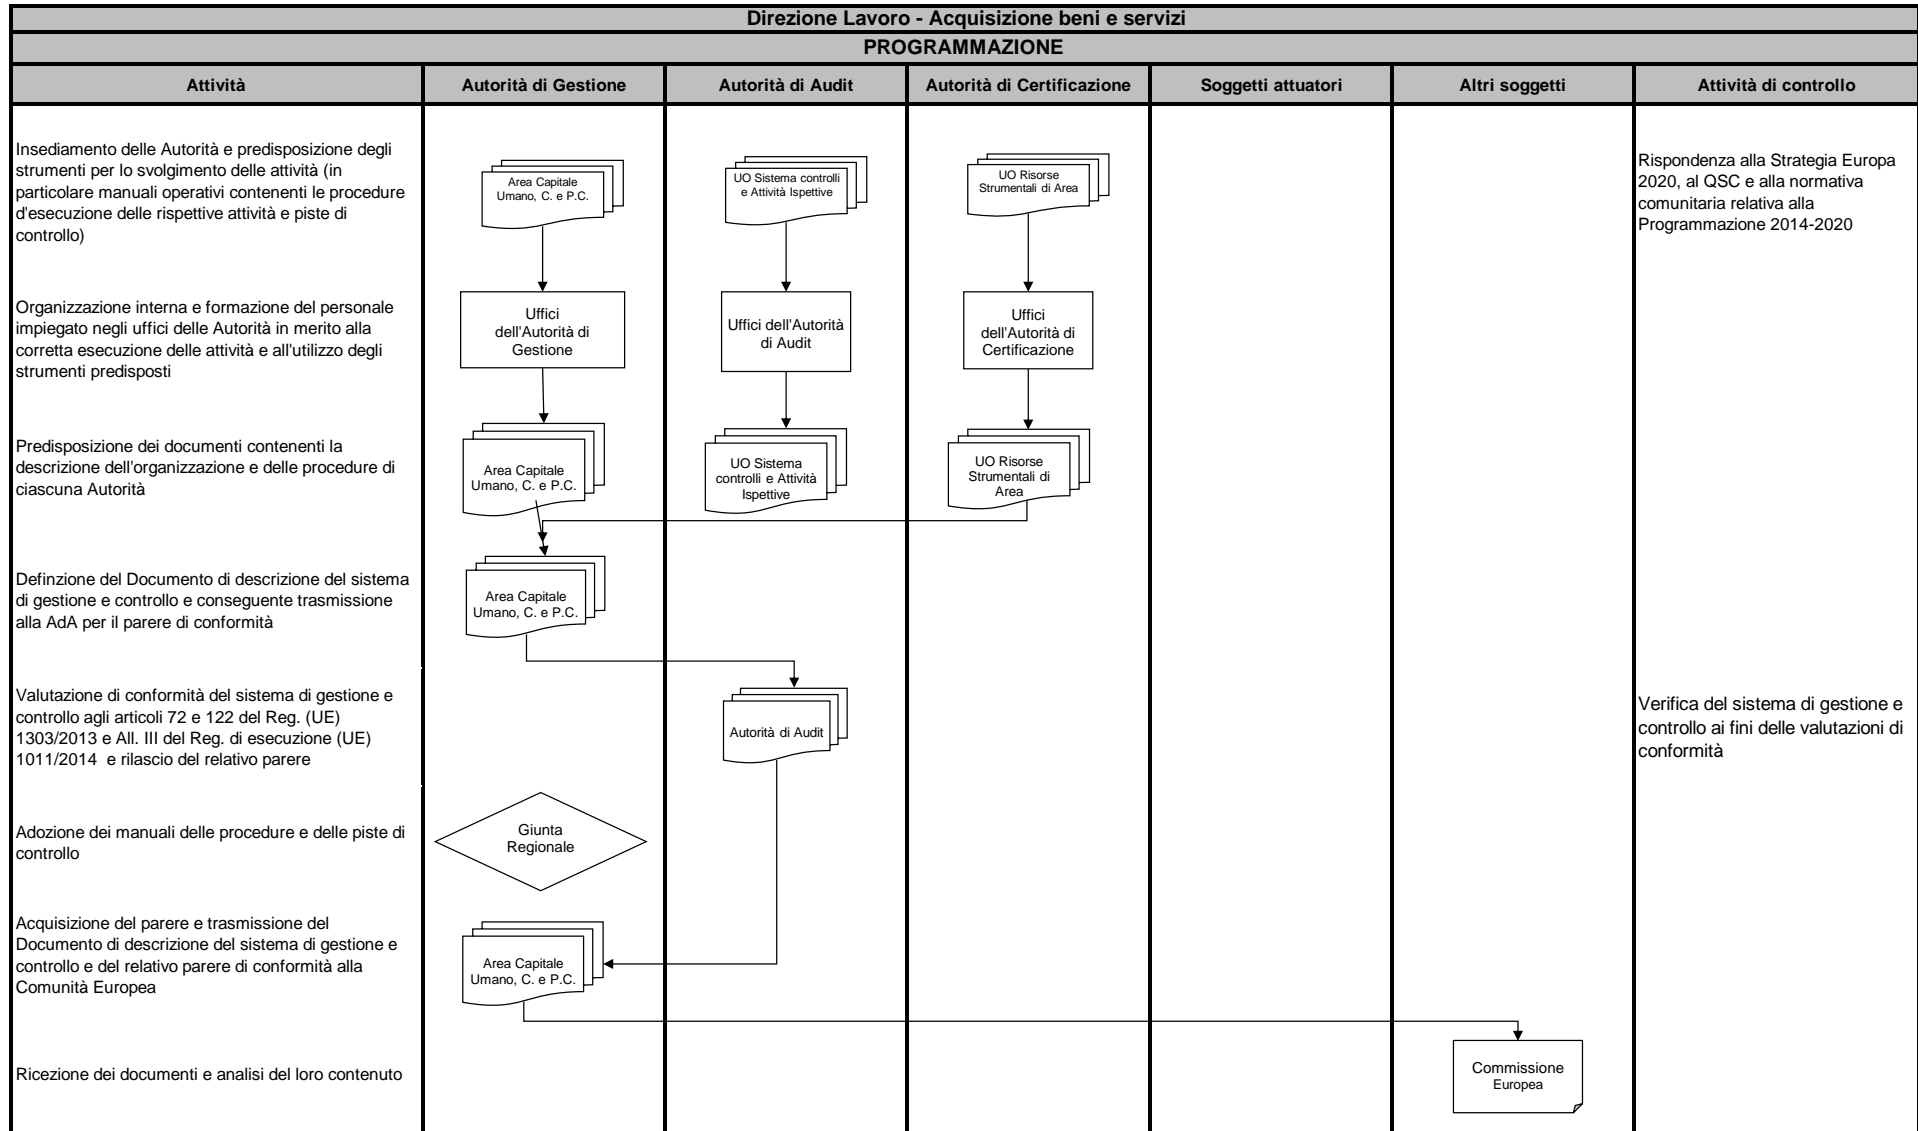 Direzione Lavoro - Acquisizione beni e servizi
PROGRAMMAZIONE
Attività
Autorità di Gestione
Autorità di Audit
Autorità di Certificazione
Soggetti attuatori
Altri soggetti
Attività di controllo
Insediamento delle Autorità e predisposizione degli
strumenti per lo svolgimento delle attività (in
particolare manuali operativi contenenti le procedure
d'esecuzione delle rispettive attività e piste di
controllo)
Area Capitale
Umano, C. e P.C.
UO Sistema controlli
e Attività Ispettive
UO Risorse
Strumentali di Area
Rispondenza alla Strategia Europa
2020, al QSC e alla normativa
comunitaria relativa alla
Programmazione 2014-2020
Organizzazione interna e formazione del personale
impiegato negli uffici delle Autorità in merito alla
corretta esecuzione delle attività e all'utilizzo degli
strumenti predisposti
Uffici
dell'Autorità di
Gestione
Uffici dell'Autorità
di Audit
Uffici
dell'Autorità di
Certificazione
Predisposizione dei documenti contenenti la
descrizione dell'organizzazione e delle procedure di
ciascuna Autorità
Area Capitale
Umano, C. e P.C.
UO Sistema
controlli e Attività
Ispettive
UO Risorse
Strumentali di
Area
Definzione del Documento di descrizione del sistema
di gestione e controllo e conseguente trasmissione
alla AdA per il parere di conformità
Area Capitale
Umano, C. e P.C.
Valutazione di conformità del sistema di gestione e
controllo agli articoli 72 e 122 del Reg. (UE)
1303/2013 e All. III del Reg. di esecuzione (UE)
1011/2014  e rilascio del relativo parere
Autorità di Audit
Verifica del sistema di gestione e
controllo ai fini delle valutazioni di
conformità
Adozione dei manuali delle procedure e delle piste di
controllo
Giunta
Regionale
Acquisizione del parere e trasmissione del
Documento di descrizione del sistema di gestione e
controllo e del relativo parere di conformità alla
Comunità Europea
Area Capitale
Umano, C. e P.C.
Ricezione dei documenti e analisi del loro contenuto
Commissione
Europea